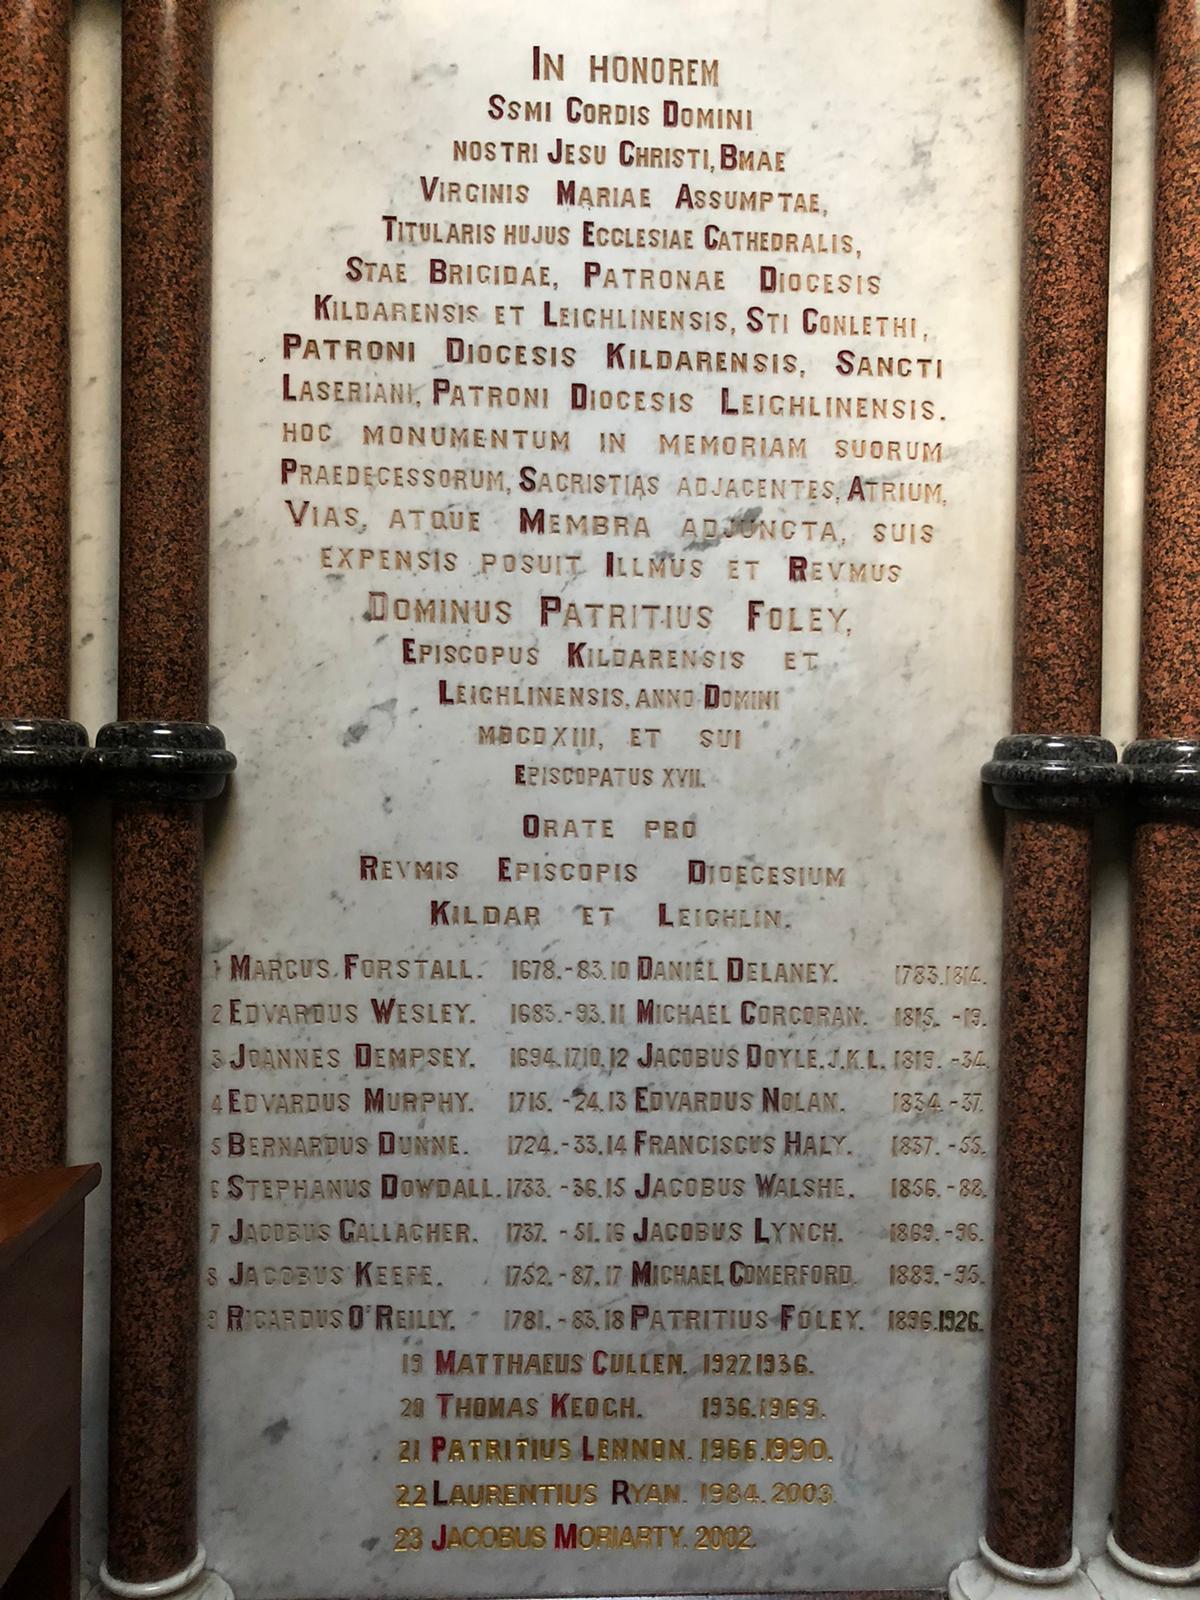 IN HONOREM
SSMI CORDIS DOMINI
NOSTRI JESU CHRISTI, BMAE
VIRGINIS MARIAE ASSUMPTAE,
TITULARIS HUJUS ECCLESIAE CATHEDRALIS,
STAE BRIGIDAE, PATRONAE DIOCESIS
KILDARENSIS ET LEIGHLINENSIS, STI CONLETHI,
PATRONI DIOCESIS KILDARENSIS, SANCTI
LASERIANI, PATRONI DIOCESIS LEIGHLINENSIS.
HOC MONUMENTUM IN MEMORIAM SUORUM
PRAEDECESSORUM, SACRISTIAS ADJACENTES, ATRIUM,
VIAS, ATQUE MEMBRA ADJUNCTA, SUIS
EXPENSIS POSUIT ILLMUS ET REVMUS
DOMINUS PATRITIUS FOLEY,
EPISCOPUS KILDARENSIS ET
LEIGHLINENSIS, ANNO DOMINI
MDCDXIII, ET SUI
EPISCOPATUS XVII.
ORATE PRO
REVMIS EPISCOPIS DIOECESIUM
KILDAR ET LEIGHLIN.
1 MARCUS. FORSTALL. 1678.-83. 10 DANIEL DELANEY. 1783.1814.
2 EDVARDUS WESLEY. 1683.-93. 11 MICHAEL CORCORAN. 1815. -19.
3 JOANNES DEMPSEY. 1694.1710. 12 JACOBUS DOYLE. J.K.L. 1819. -34.
4 EDVARDUS MURPHY. 1715. -24. 13 EDVARDUS NOLAN. 1834.-37.
5 BERNARDUS DUNNE. 1724.-33. 14 FRANCISCUS HALY. 1837. -55.
6 STEPHANUS DOWDALL. 1733. -36. 15 JACOBUS WALSHE. 1856.-88.
7 JACOBUS GALLAGHER. 1737. -51. 16 JACOBUS LYNCH. 1869.-96.
8 JACOBUS KEEFE. 1752.-87. 17 MICHAEL COMERFORD. 1889.-95.
9 RICARDUS O'REILLY. 1781. -83. 18 PATRITIUS FOLEY. 1896.1926.
19 MATTHAEUS CULLEN. 1927.1936.
20 THOMAS KEOGH. 1936.1969.
21 PATRITIUS LENNON. 1966.1990.
22 LAURENTIUS RYAN. 1984.2003.
23 JACOBUS MORIARTY. 2002.